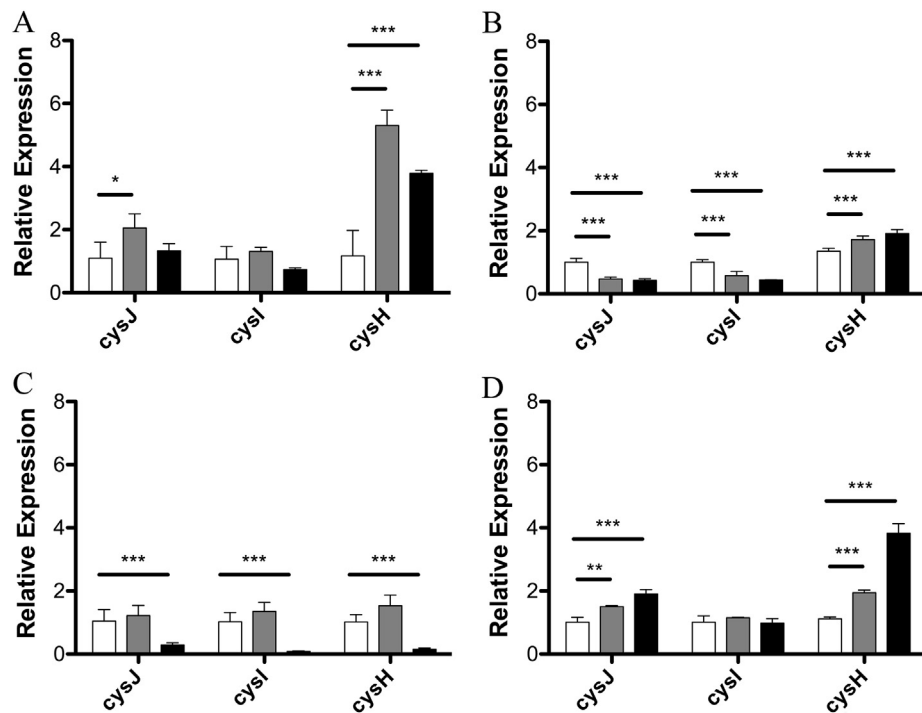 A
Relative Expression
8
6
4
2
0
*
***
***
cysJ
cysI
cysH
B
Relative Expression
8
6
4
2
0
***
***
***
***
***
***
cysJ
cysI
cysH
C
Relative Expression
8
6
4
2
0
***
***
***
cysJ
cysI
cysH
D
Relative Expression
8
6
4
2
0
***
**
***
***
cysJ
cysI
cysH